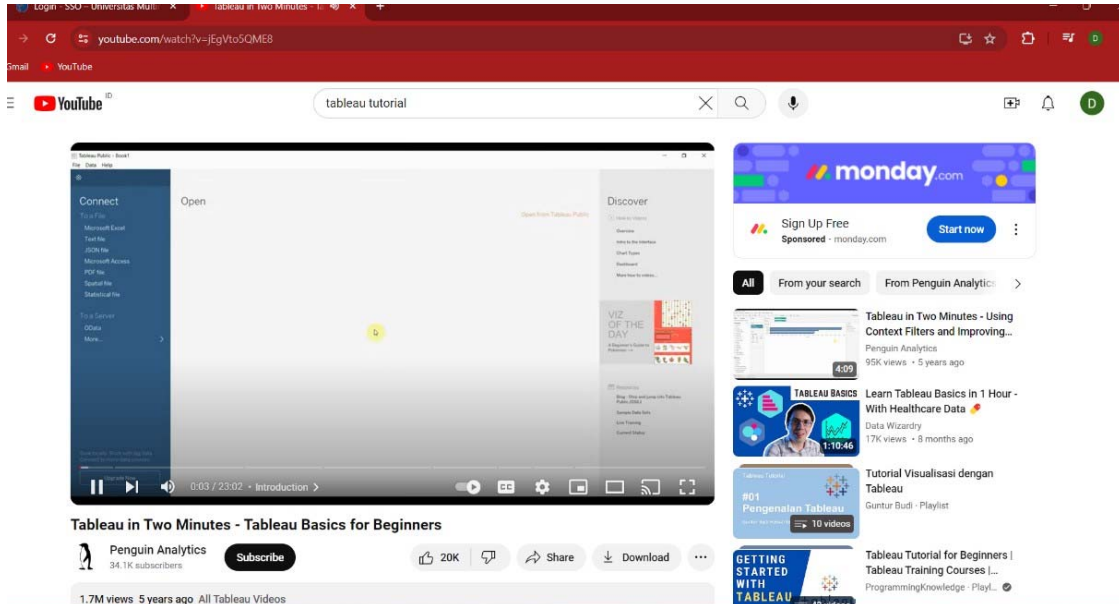 Login - SSO – Universitas Multi
Tableau in Two Minutes - Ta
youtube.com/watch?v=jEgVto5QME8
Gmail
YouTube
YouTube ID
tableau tutorial
D
Tableau Public - Book1
File Data Help
Connect
Open
Discover
To a File
Open from Tableau Public
How-to Videos
Microsoft Excel
Overview
Text file
Intro to the Interface
JSON file
Chart Types
Microsoft Access
Dashboard
PDF file
More how-to videos...
Spatial file
Statistical file
To a Server
OData
More...
VIZ
OF THE
DAY
Resources
Sample Data Sets
Live Training
Current Status
Upgrade Now
0:03 / 23:02 • Introduction
CC
Tableau in Two Minutes - Tableau Basics for Beginners
Penguin Analytics
34.1K subscribers
Subscribe
20K
Share
Download
1.7M views 5 years ago All Tableau Videos
monday.com
Sign Up Free
Sponsored · monday.com
Start now
All
From your search
From Penguin Analytics
4:09
Tableau in Two Minutes - Using
Context Filters and Improving...
Penguin Analytics
95K views • 5 years ago
TABLEAU BASICS
1:10:46
Learn Tableau Basics in 1 Hour -
With Healthcare Data
Data Wizardry
17K views • 8 months ago
Tableau Tutorial
#01
Pengenalan Tableau
10 videos
Tutorial Visualisasi dengan
Tableau
Guntur Budi · Playlist
GETTING
STARTED
WITH
TABLEAU
Tableau Tutorial for Beginners |
Tableau Training Courses |...
ProgrammingKnowledge · Playl...